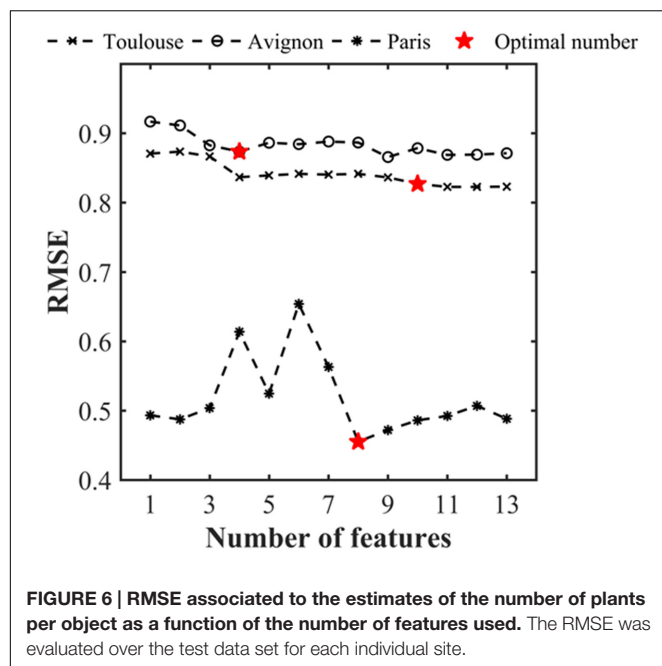 Toulouse Avignon Paris Optimal number
0.9
0.8
0.7
0.6
0.5
0.4
RMSE
1 3 5 7 9 11 13
Number of features
FIGURE 6 | RMSE associated to the estimates of the number of plants
per object as a function of the number of features used. The RMSE was
evaluated over the test data set for each individual site.